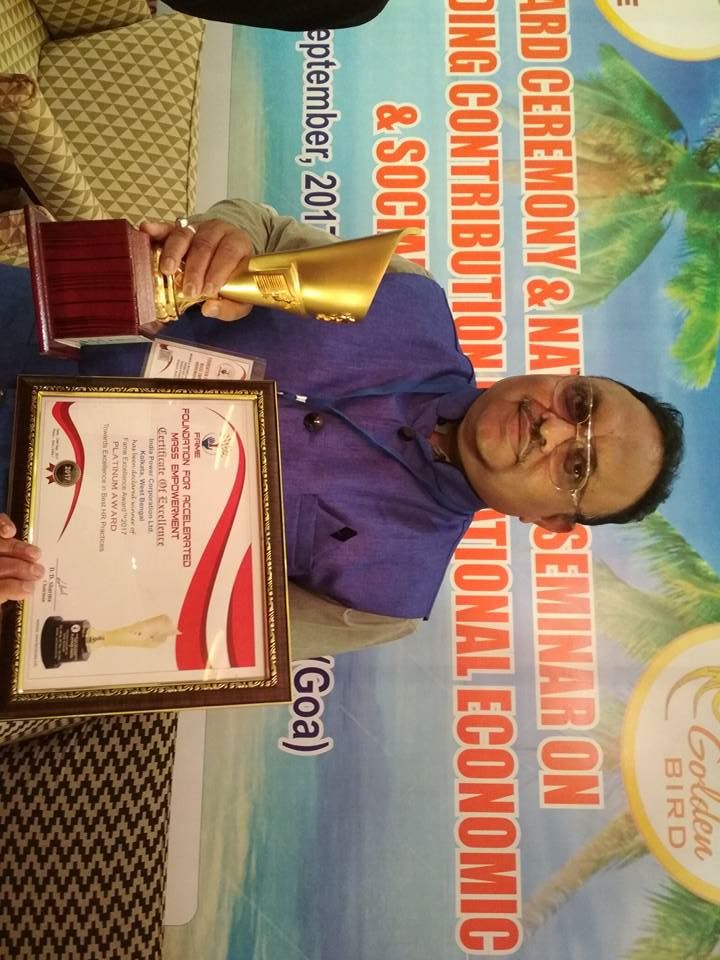 Golden
BIRD
E
ARD CEREMONY & NAT SEMINAR ON
DING CONTRIBUTION ATIONAL ECONOMIC
& SOCIA
eptember, 2017 (Goa)
FAME
FOUNDATION FOR ACCELERATED
MASS EMPOWERMENT
Certificate Of Excellence
India Power Corporation Ltd.
Kolkata, West Bengal
has been declared winner of
Fame Excellence Award™2017
PLATINUM AWARD
Towards Excellence in Best HR Practices
2017
D. D. Sharma
Chairman